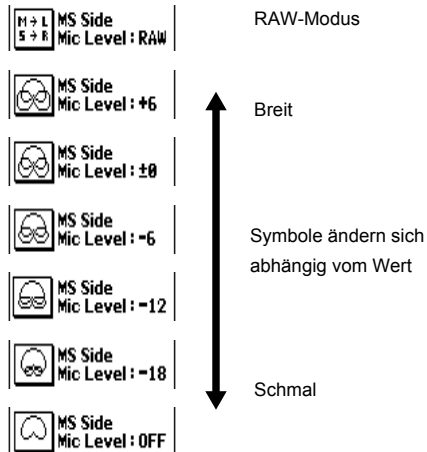 M→L MS Side RAW-Modus
S→R Mic Level:RAW
MS Side
Mic Level:+6
Breit
MS Side
Mic Level:±0
MS Side
Mic Level:-6
Symbole ändern sich
abhängig vom Wert
MS Side
Mic Level:-12
MS Side
Mic Level:-18
Schmal
MS Side
Mic Level:OFF